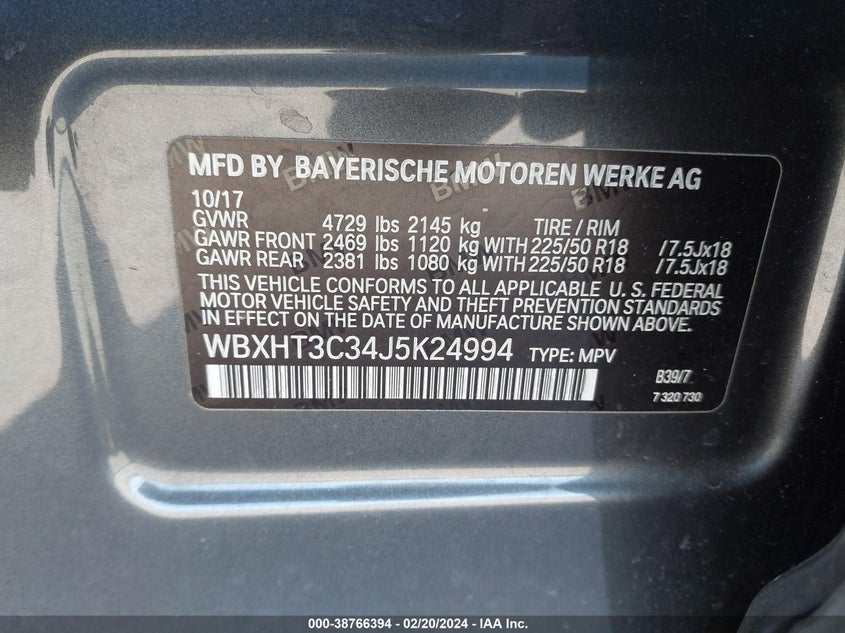 MFD BY BAYERISCHE MOTOREN WERKE AG
10/17
GVWR 4729 lbs 2145 kg TIRE / RIM
GAWR FRONT 2469 lbs 1120 kg WITH 225/50 R18 /7.5Jx18
GAWR REAR 2381 lbs 1080 kg WITH 225/50 R18 /7.5Jx18
THIS VEHICLE CONFORMS TO ALL APPLICABLE U.S. FEDERAL
MOTOR VEHICLE SAFETY AND THEFT PREVENTION STANDARDS
IN EFFECT ON THE DATE OF MANUFACTURE SHOWN ABOVE.
WBXHT3C34J5K24994 TYPE: MPV
B39/7
7 320 730
000-38766394 - 02/20/2024 - IAA Inc.